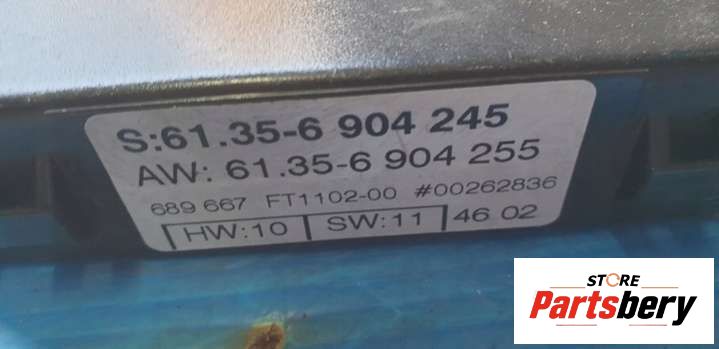 S:61.35-6 904 245
AW: 61.35-6 904 255
689 667 FT1102-00 #00262836
HW:10 SW:11 46 02
STORE
Partsbery